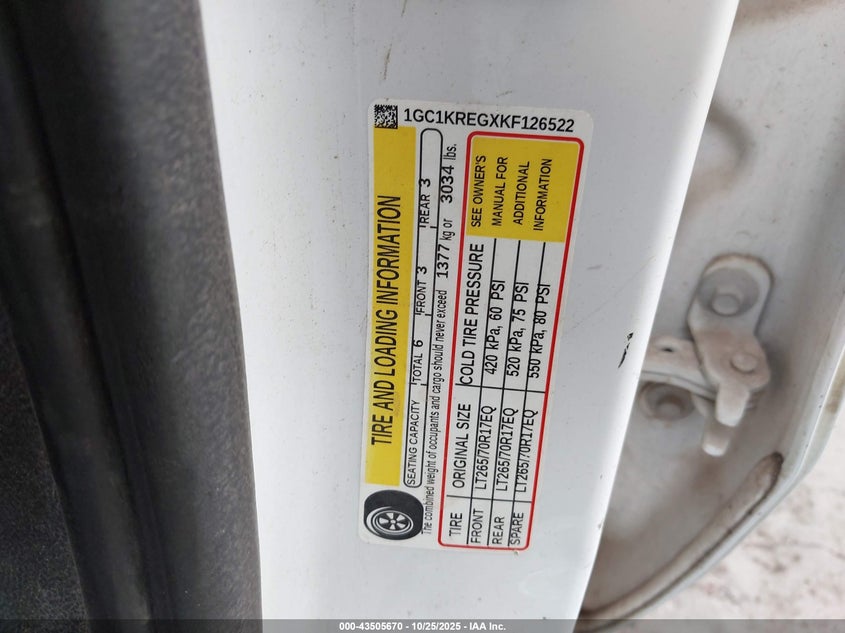 1GC1KREGXKF126522
TIRE AND LOADING INFORMATION
SEATING CAPACITY TOTAL 6 FRONT 3 REAR 3
The combined weight of occupants and cargo should never exceed 1377 kg or 3034 lbs.
TIRE ORIGINAL SIZE COLD TIRE PRESSURE
FRONT LT265/70R17EQ 420 kPa, 60 PSI
REAR LT265/70R17EQ 520 kPa, 75 PSI
SPARE LT265/70R17EQ 550 kPa, 80 PSI
SEE OWNER'S
MANUAL FOR
ADDITIONAL
INFORMATION
000-43505670 - 10/25/2025 - IAA Inc.